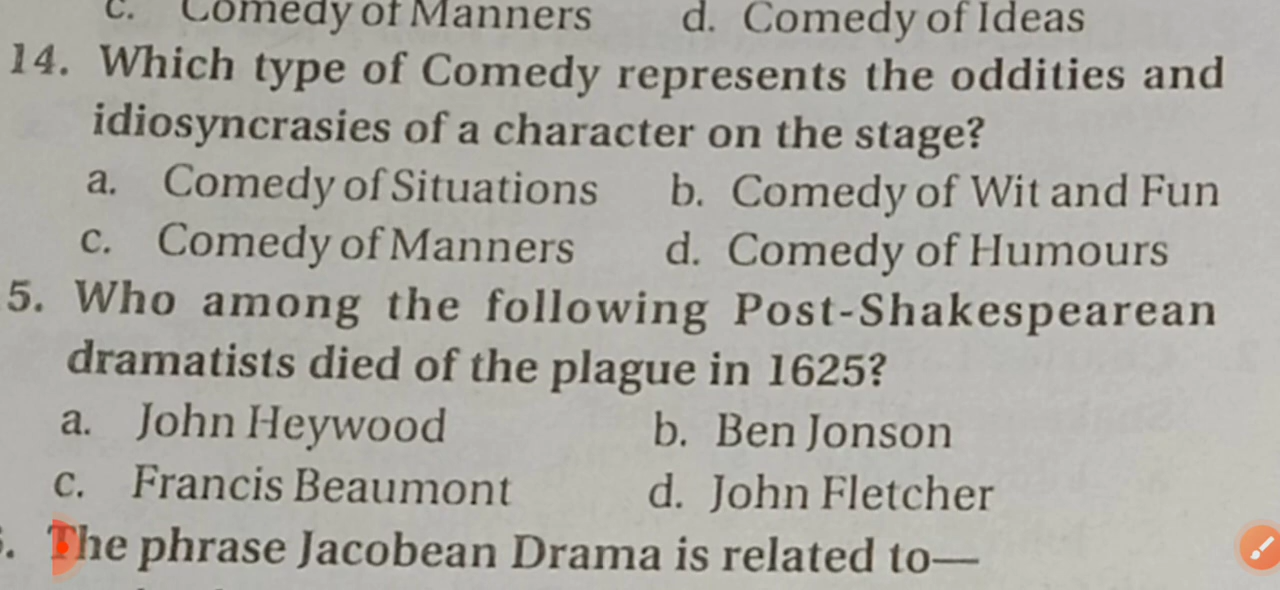 c. Comedy of Manners d. Comedy of Ideas
14. Which type of Comedy represents the oddities and
idiosyncrasies of a character on the stage?
a. Comedy of Situations b. Comedy of Wit and Fun
c. Comedy of Manners d. Comedy of Humours
5. Who among the following Post-Shakespearean
dramatists died of the plague in 1625?
a. John Heywood b. Ben Jonson
c. Francis Beaumont d. John Fletcher
. The phrase Jacobean Drama is related to—